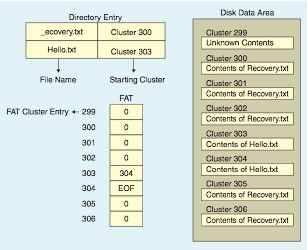 Directory Entry
_ecovery.txt Cluster 300
Hello.txt Cluster 303
File Name Starting Cluster
FAT
FAT Cluster Entry 299 0
300 0
301 0
302 0
303 304
304 EOF
305 0
306 0
Disk Data Area
Cluster 299
Unknown Contents
Cluster 300
Contents of Recovery.txt
Cluster 301
Contents of Recovery.txt
Cluster 302
Contents of Recovery.txt
Cluster 303
Contents of Hello.txt
Cluster 304
Contents of Hello.txt
Cluster 305
Contents of Recovery.txt
Cluster 306
Contents of Recovery.txt